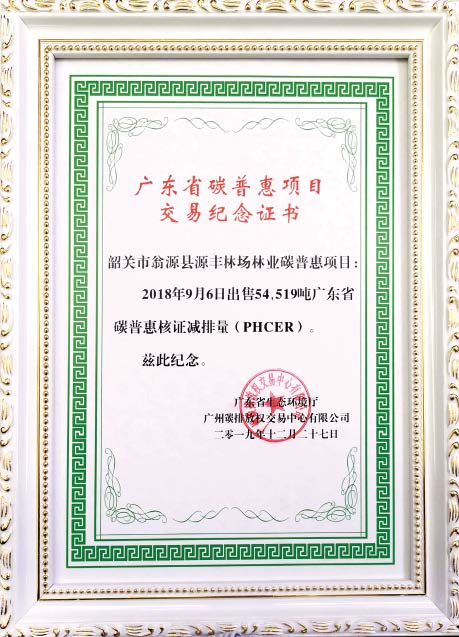 广东省碳普惠项目
交易纪念证书
韶关市翁源县源丰林场林业碳普惠项目：
2018年9月6日出售54,519吨广东省
碳普惠核证减排量（PHCER）。
兹此纪念。
广东省生态环境厅
广州碳排放权交易中心有限公司
二零一九年十二月二十七日